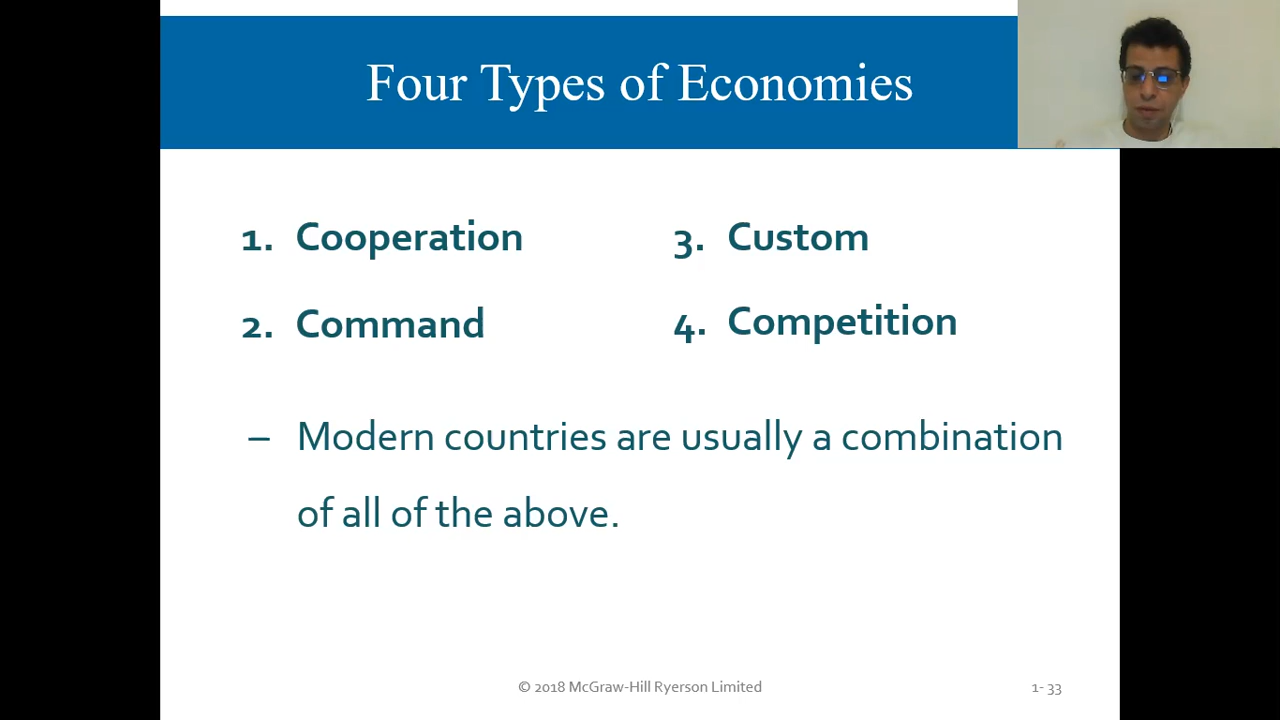 Four Types of Economies
1. Cooperation
2. Command
3. Custom
4. Competition
– Modern countries are usually a combination
of all of the above.
© 2018 McGraw-Hill Ryerson Limited
1- 33